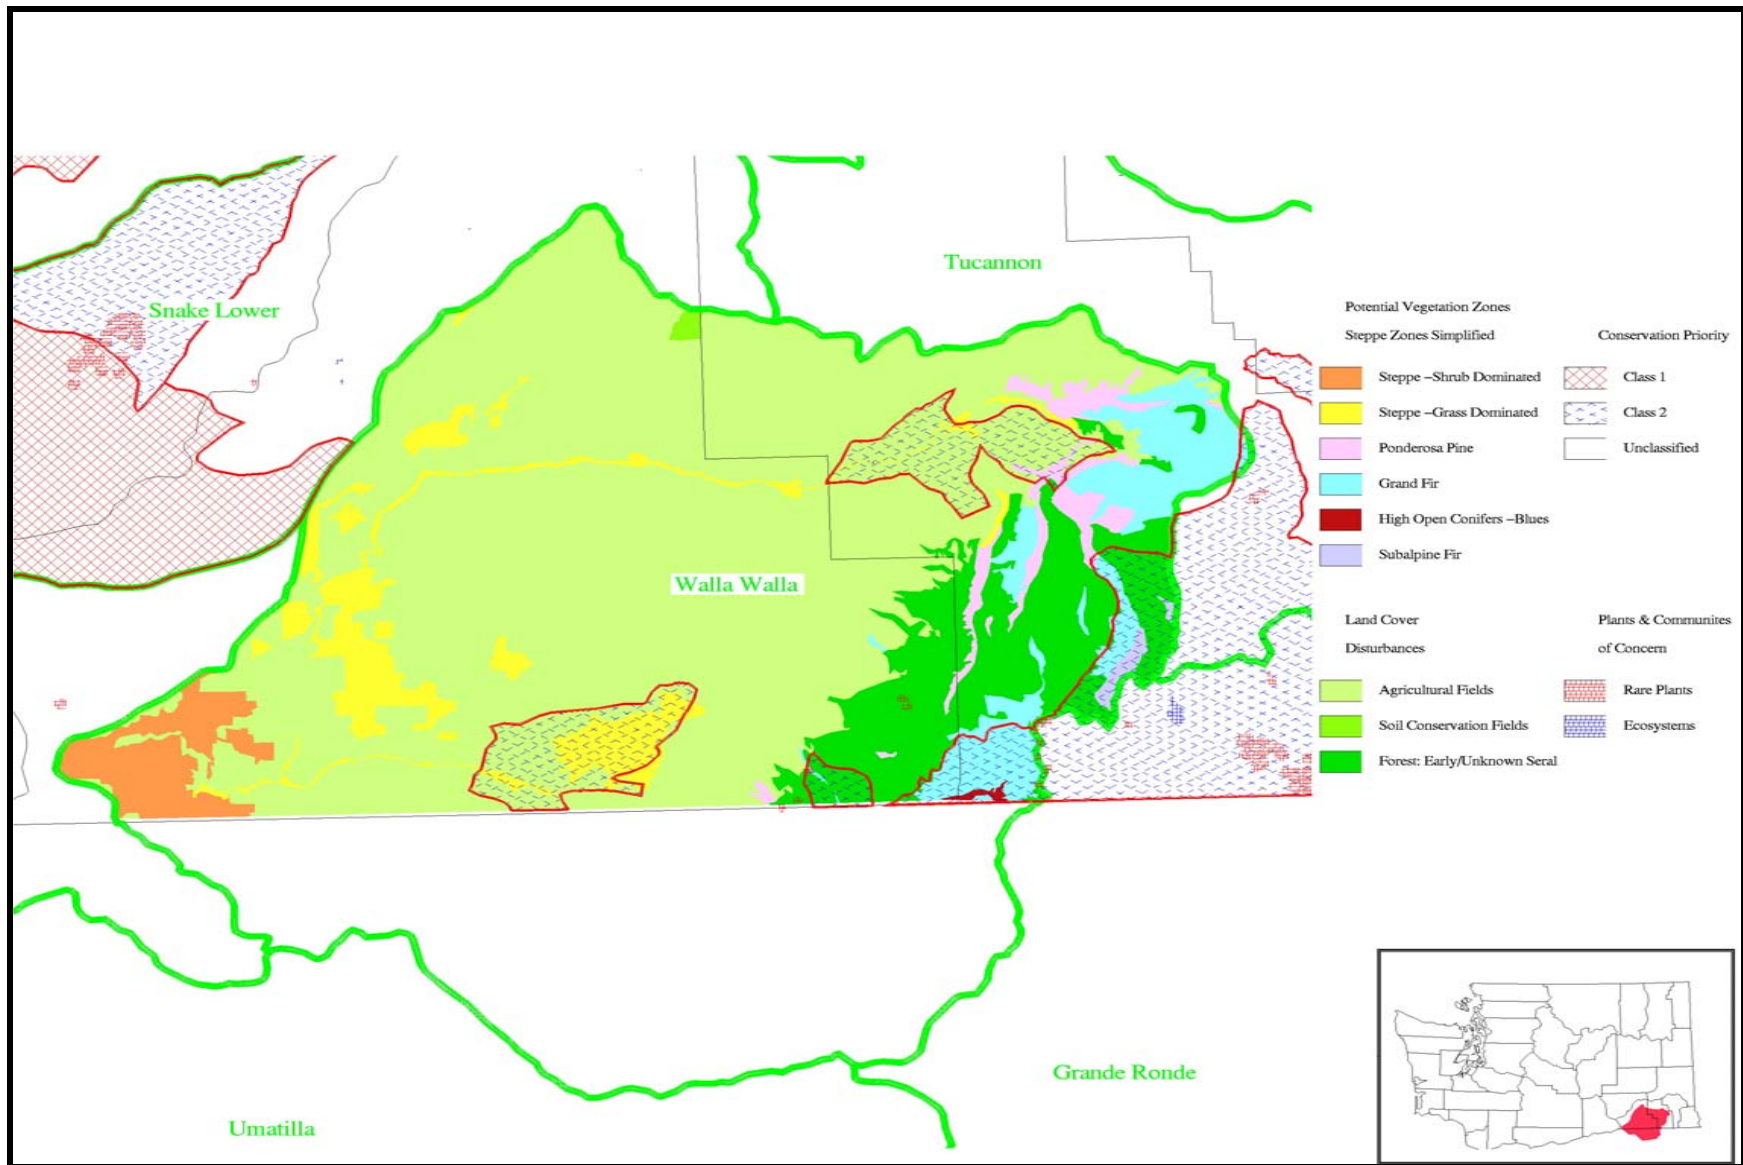 Tucannon
Snake Lower
Walla Walla
Grande Ronde
Umatilla
Potential Vegetation Zones
Steppe Zones Simplified
Steppe –Shrub Dominated
Steppe –Grass Dominated
Ponderosa Pine
Grand Fir
High Open Conifers –Blues
Subalpine Fir
Conservation Priority
Class 1
Class 2
Unclassified
Land Cover
Disturbances
Agricultural Fields
Soil Conservation Fields
Forest: Early/Unknown Seral
Plants & Communites
of Concern
Rare Plants
Ecosystems